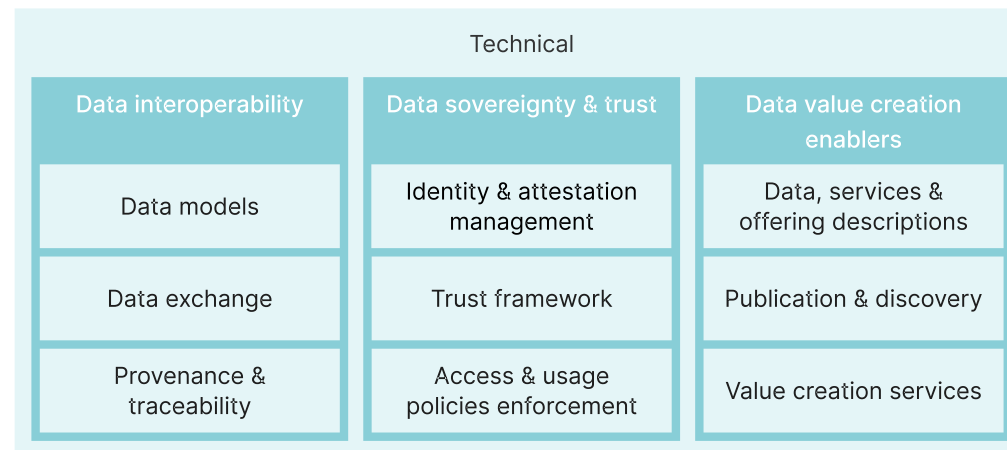 Technical
Data interoperability
Data models
Data exchange
Provenance &
traceability
Data sovereignty & trust
Identity & attestation
management
Trust framework
Access & usage
policies enforcement
Data value creation
enablers
Data, services &
offering descriptions
Publication & discovery
Value creation services